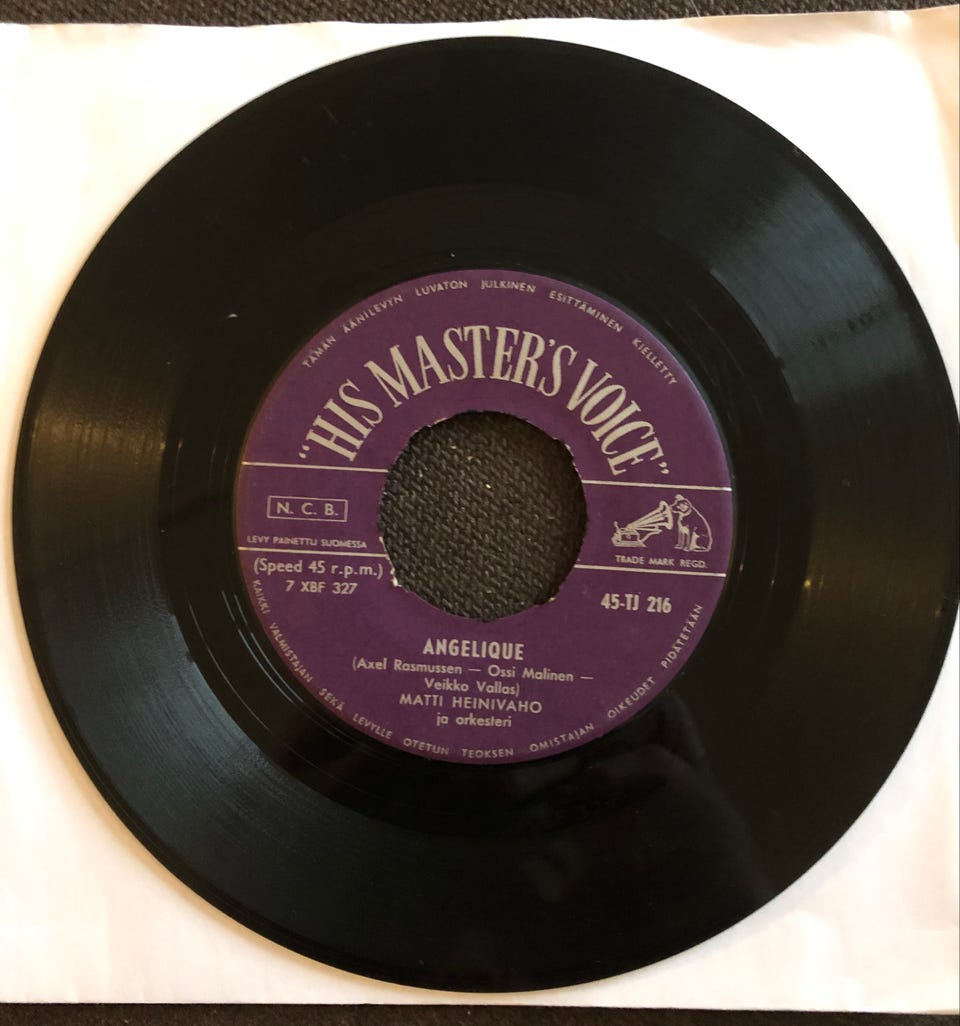 TÄMÄN ÄÄNILEVYN LUVATON JULKINEN ESITTÄMINEN KIELLETTY
"HIS MASTER'S VOICE"
N. C. B.
LEVY PAINETTU SUOMESSA
TRADE MARK REGD.
(Speed 45 r.p.m.)
7 XBF 327
45-TJ 216
ANGELIQUE
(Axel Rasmussen — Ossi Malinen —
Veikko Vallas)
MATTI HEINIVAHO
ja orkesteri
KAIKKI VALMISTAJAN SEKÄ LEVYLLE OTETUN TEOKSEN OMISTAJAN OIKEUDET PIDÄTETÄÄN